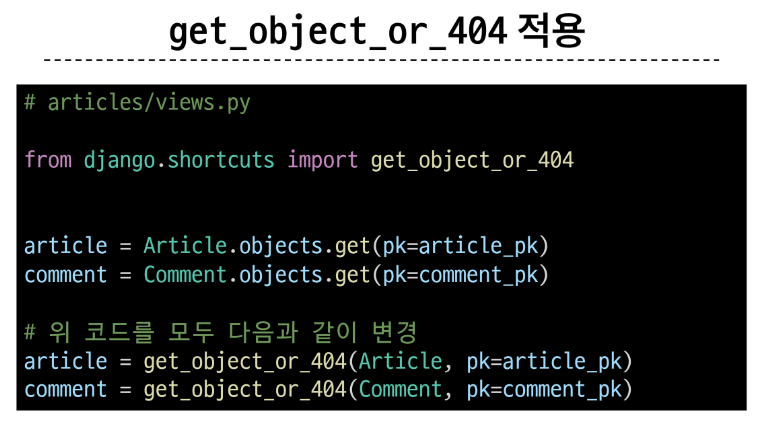 get_object_or_404 적용
# articles/views.py
from django.shortcuts import get_object_or_404
article = Article.objects.get(pk=article_pk)
comment = Comment.objects.get(pk=comment_pk)
# 위 코드를 모두 다음과 같이 변경
article = get_object_or_404(Article, pk=article_pk)
comment = get_object_or_404(Comment, pk=comment_pk)